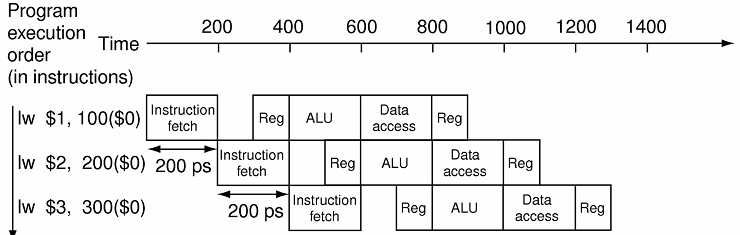 Program
execution
order
(in instructions)
Time
200 400 600 800 1000 1200 1400
lw $1, 100($0)
Instruction
fetch
Reg
ALU
Data
access
Reg
lw $2, 200($0)
200 ps
Instruction
fetch
Reg
ALU
Data
access
Reg
lw $3, 300($0)
200 ps
Instruction
fetch
Reg
ALU
Data
access
Reg